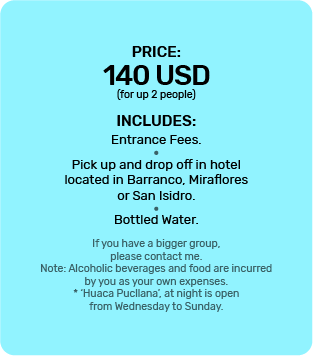 PRICE:
140 USD
(for up 2 people)
INCLUDES:
Entrance Fees.
•
Pick up and drop off in hotel
located in Barranco, Miraflores
or San Isidro.
•
Bottled Water.
If you have a bigger group,
please contact me.
Note: Alcoholic beverages and food are incurred
by you as your own expenses.
* ‘Huaca Pucllana’, at night is open
from Wednesday to Sunday.